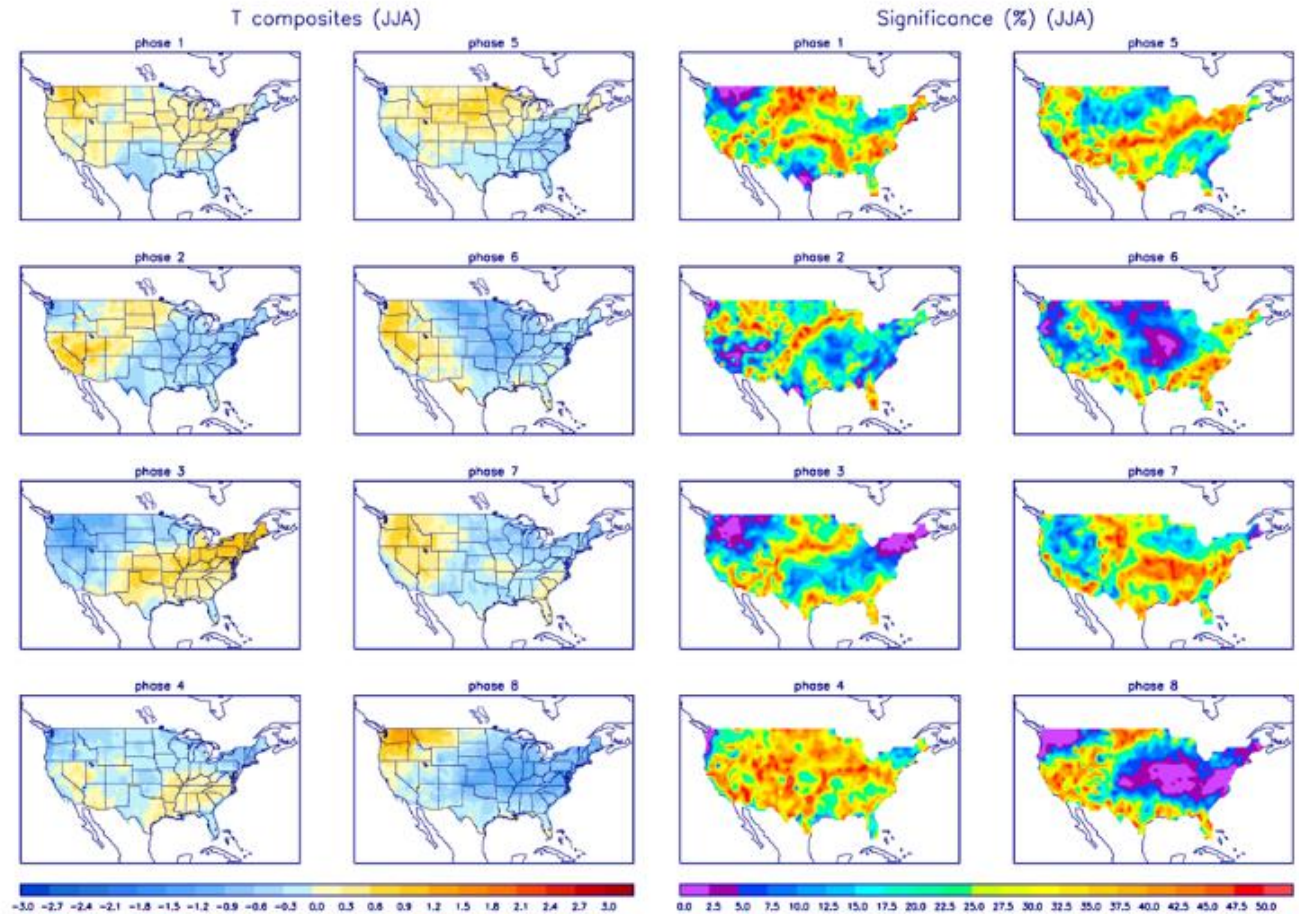 T composites (JJA) Significance (%) (JJA)
phase 1 phase 5 phase 1 phase 5
phase 2 phase 6 phase 2 phase 6
phase 3 phase 7 phase 3 phase 7
phase 4 phase 8 phase 4 phase 8
-3.0 -2.7 -2.4 -2.1 -1.8 -1.5 -1.2 -0.9 -0.6 -0.3 0.0 0.3 0.6 0.9 1.2 1.5 1.8 2.1 2.4 2.7 3.0 0.0 2.5 5.0 7.5 10.0 12.5 15.0 17.5 20.0 22.5 25.0 27.5 30.0 32.5 35.0 37.5 40.0 42.5 45.0 47.5 50.0